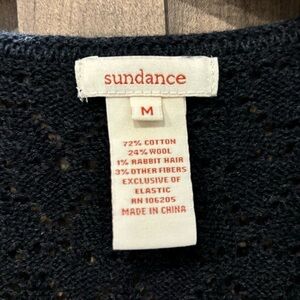 sundance
M
72% COTTON
24% WOOL
1% RABBIT HAIR
3% OTHER FIBERS
EXCLUSIVE OF
ELASTIC
RN 106205
MADE IN CHINA